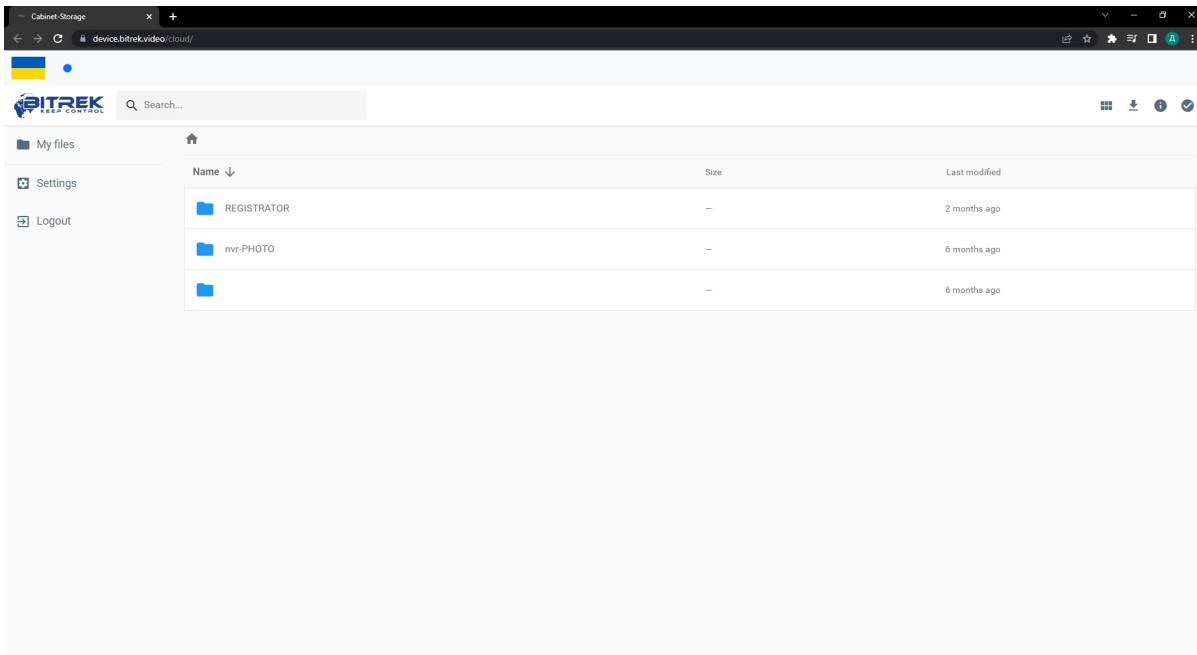 Cabinet-Storage
device.bitrek.video/cloud/
Д
BITREK
KEEP CONTROL
Search...
My files
Settings
Logout
Name Size Last modified
REGISTRATOR – 2 months ago
nvr-PHOTO – 6 months ago
– 6 months ago